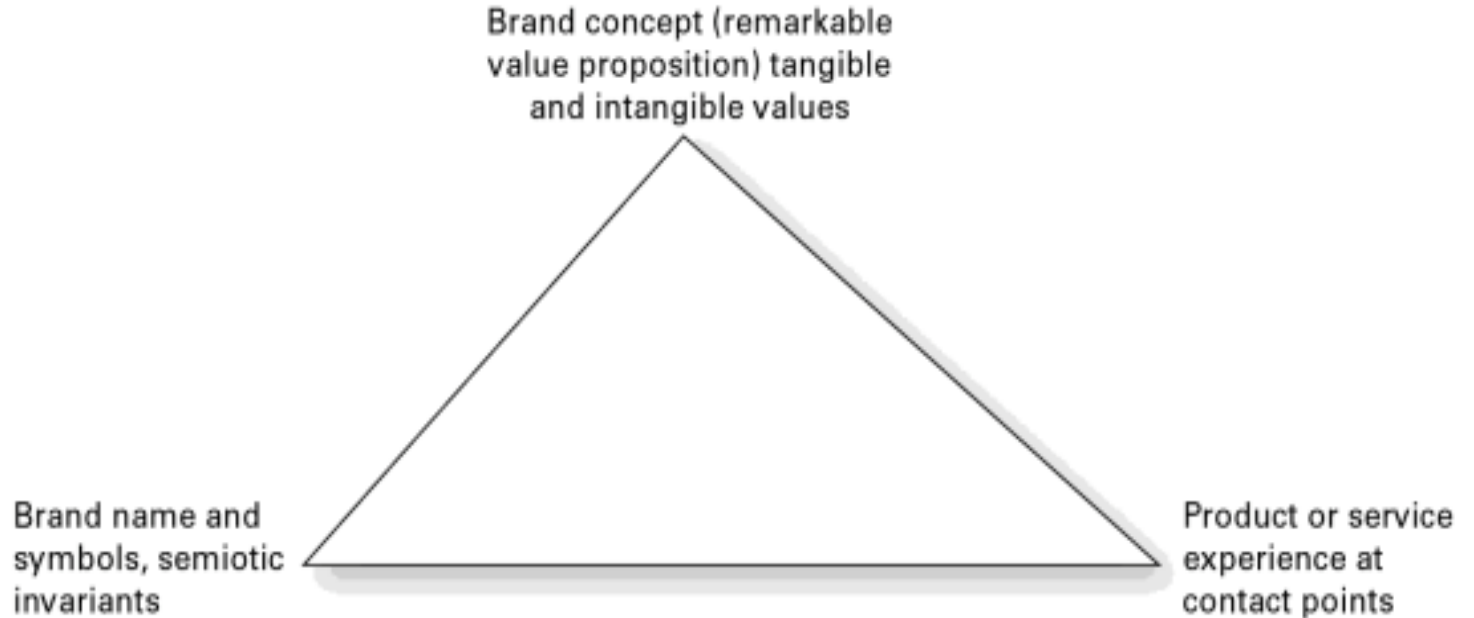 Brand concept (remarkable
value proposition) tangible
and intangible values
Brand name and
symbols, semiotic
invariants
Product or service
experience at
contact points